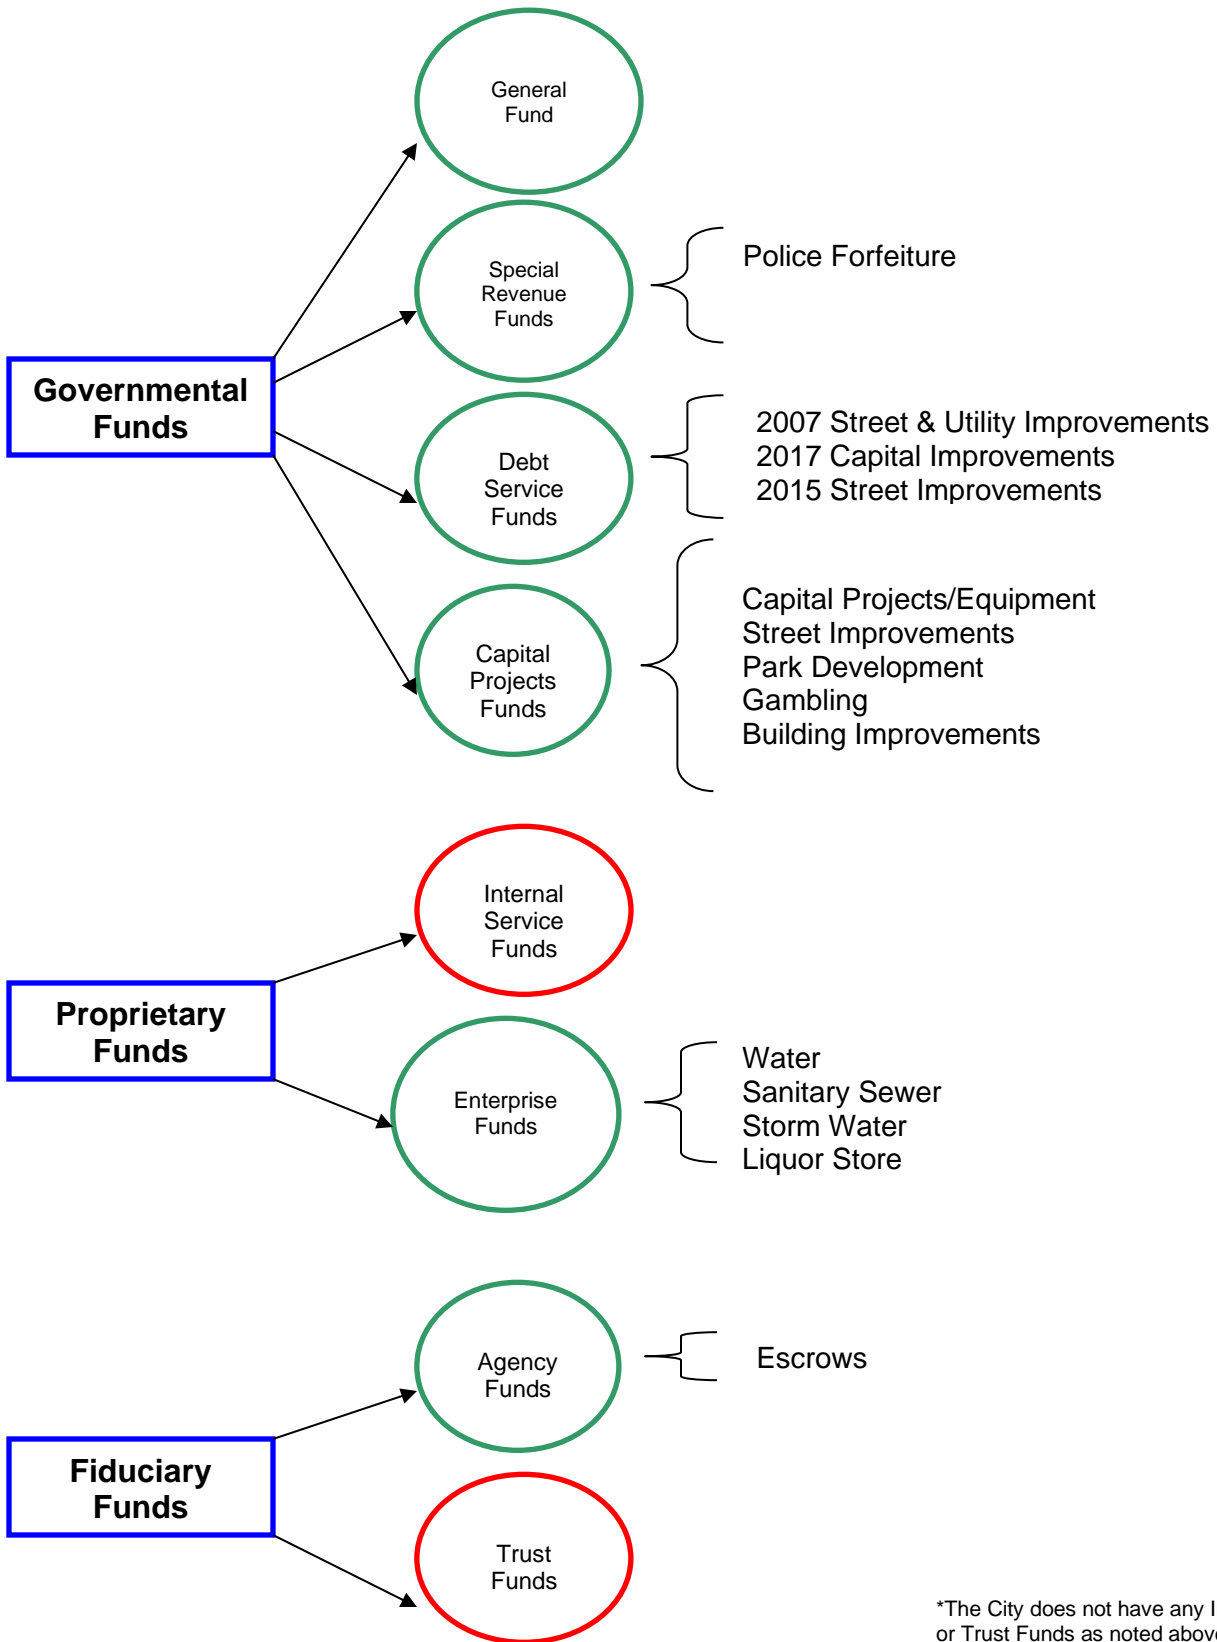 General
Fund
Special
Revenue
Funds
Police Forfeiture
Governmental
Funds
Debt
Service
Funds
2007 Street & Utility Improvements
2017 Capital Improvements
2015 Street Improvements
Capital
Projects
Funds
Capital Projects/Equipment
Street Improvements
Park Development
Gambling
Building Improvements
Internal
Service
Funds
Proprietary
Funds
Enterprise
Funds
Water
Sanitary Sewer
Storm Water
Liquor Store
Agency
Funds
Escrows
Fiduciary
Funds
Trust
Funds
*The City does not have any
or Trust Funds as noted above